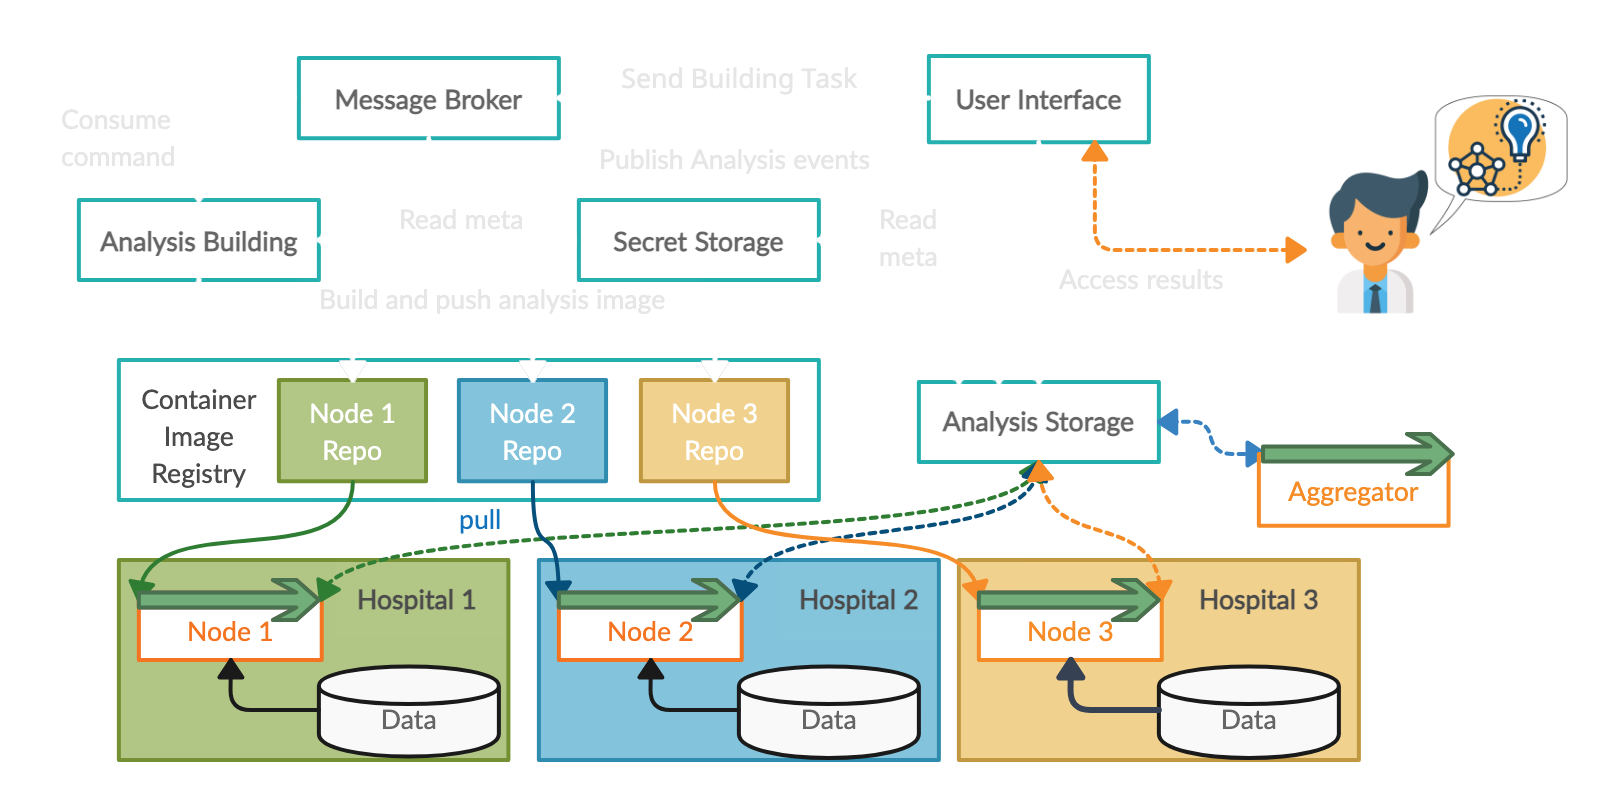 Message Broker
Send Building Task
User Interface
Consume
command
Publish Analysis events
Analysis Building
Read meta
Secret Storage
Read
meta
Build and push analysis image
Access results
Container
Image
Registry
Node 1
Repo
Node 2
Repo
Node 3
Repo
Analysis Storage
Aggregator
pull
Hospital 1
Node 1
Data
Hospital 2
Node 2
Data
Hospital 3
Node 3
Data